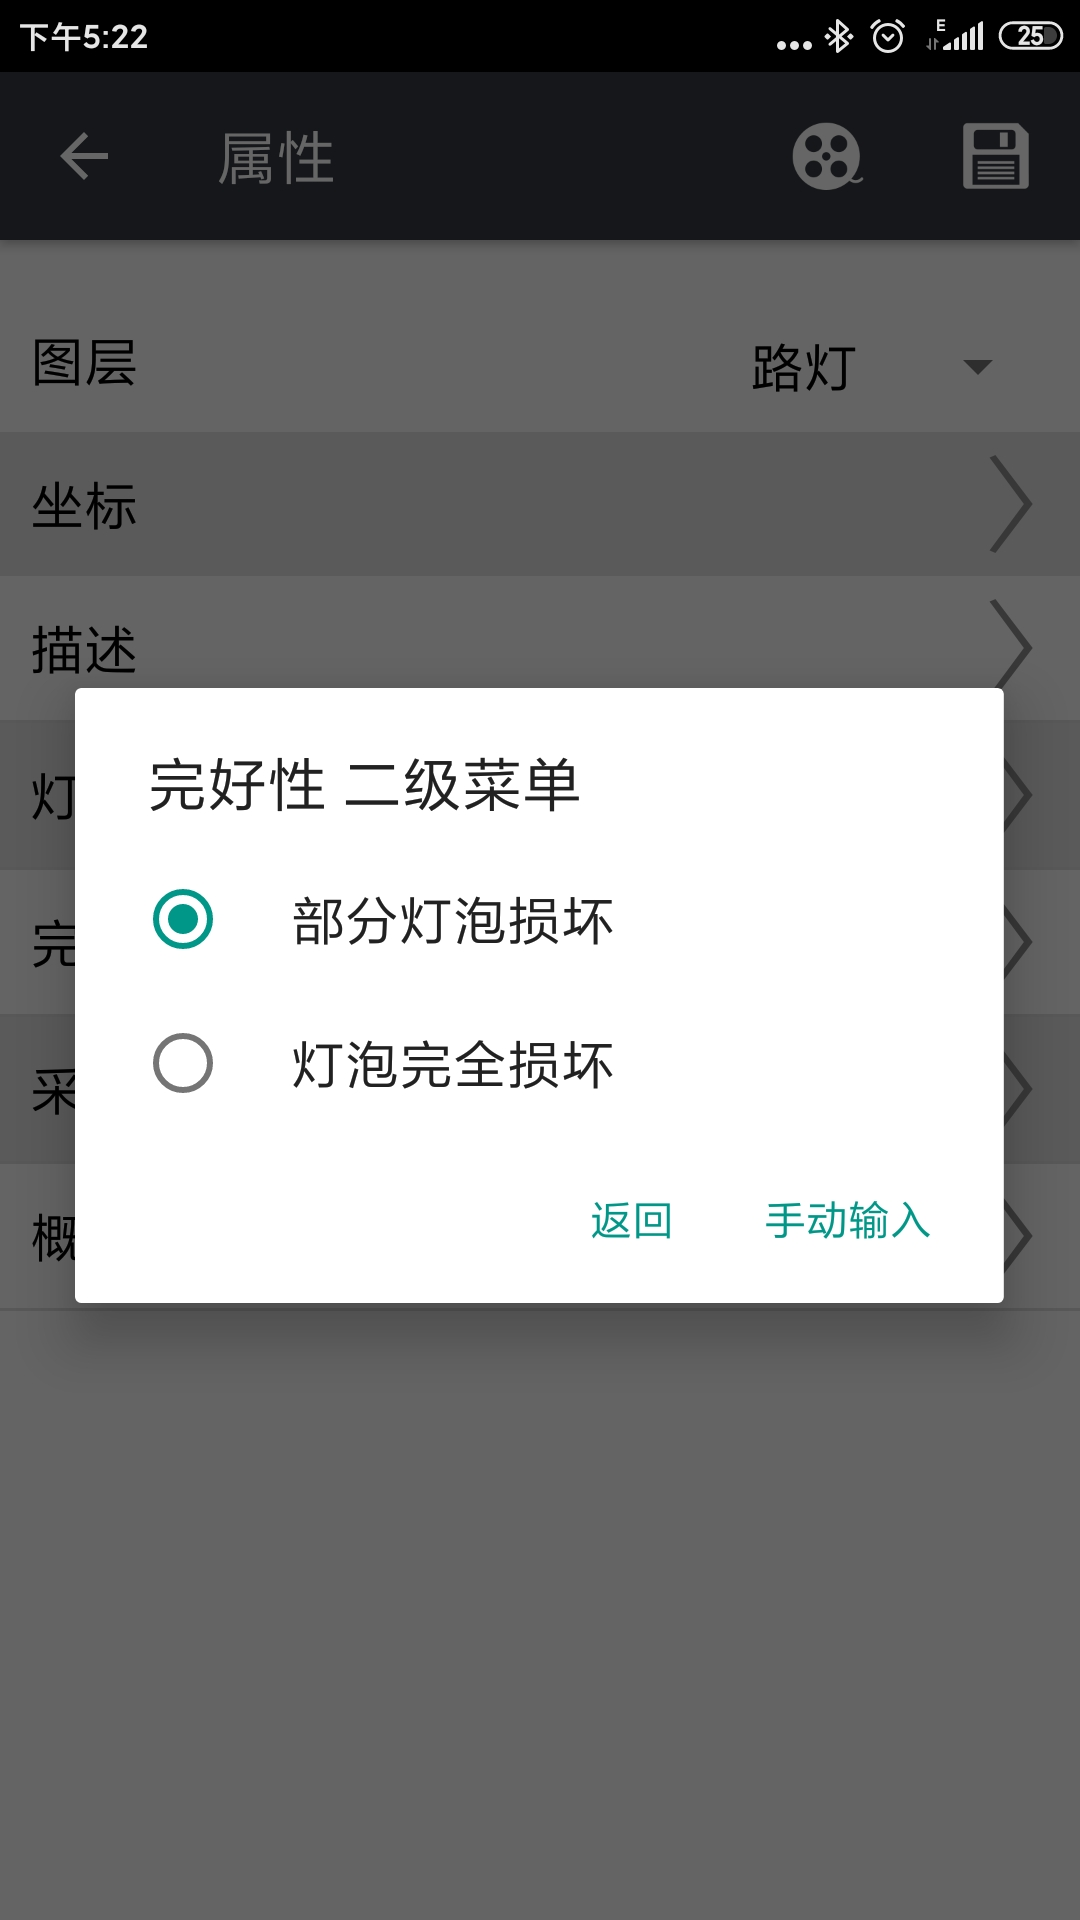 下午5:22
E
25
属性
图层 路灯
坐标
描述
灯
完好性 二级菜单
部分灯泡损坏
完
灯泡完全损坏
采
返回 手动输入
概